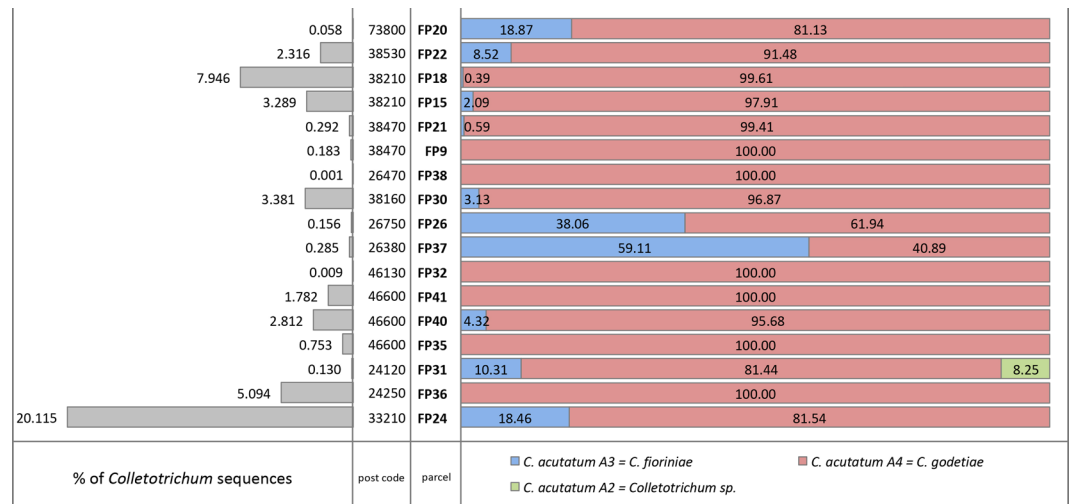 0.058 73800 FP20 18.87 81.13
2.316 38530 FP22 8.52 91.48
7.946 38210 FP18 0.39 99.61
3.289 38210 FP15 2.09 97.91
0.292 38470 FP21 0.59 99.41
0.183 38470 FP9 100.00
0.001 26470 FP38 100.00
3.381 38160 FP30 3.13 96.87
0.156 26750 FP26 38.06 61.94
0.285 26380 FP37 59.11 40.89
0.009 46130 FP32 100.00
1.782 46600 FP41 100.00
2.812 46600 FP40 4.32 95.68
0.753 46600 FP35 100.00
0.130 24120 FP31 10.31 81.44 8.25
5.094 24250 FP36 100.00
20.115 33210 FP24 18.46 81.54
% of Colletotrichum sequences post code parcel
C. acutatum A3 = C. fioriniae C. acutatum A4 = C. godetiae
C. acutatum A2 = Colletotrichum sp.